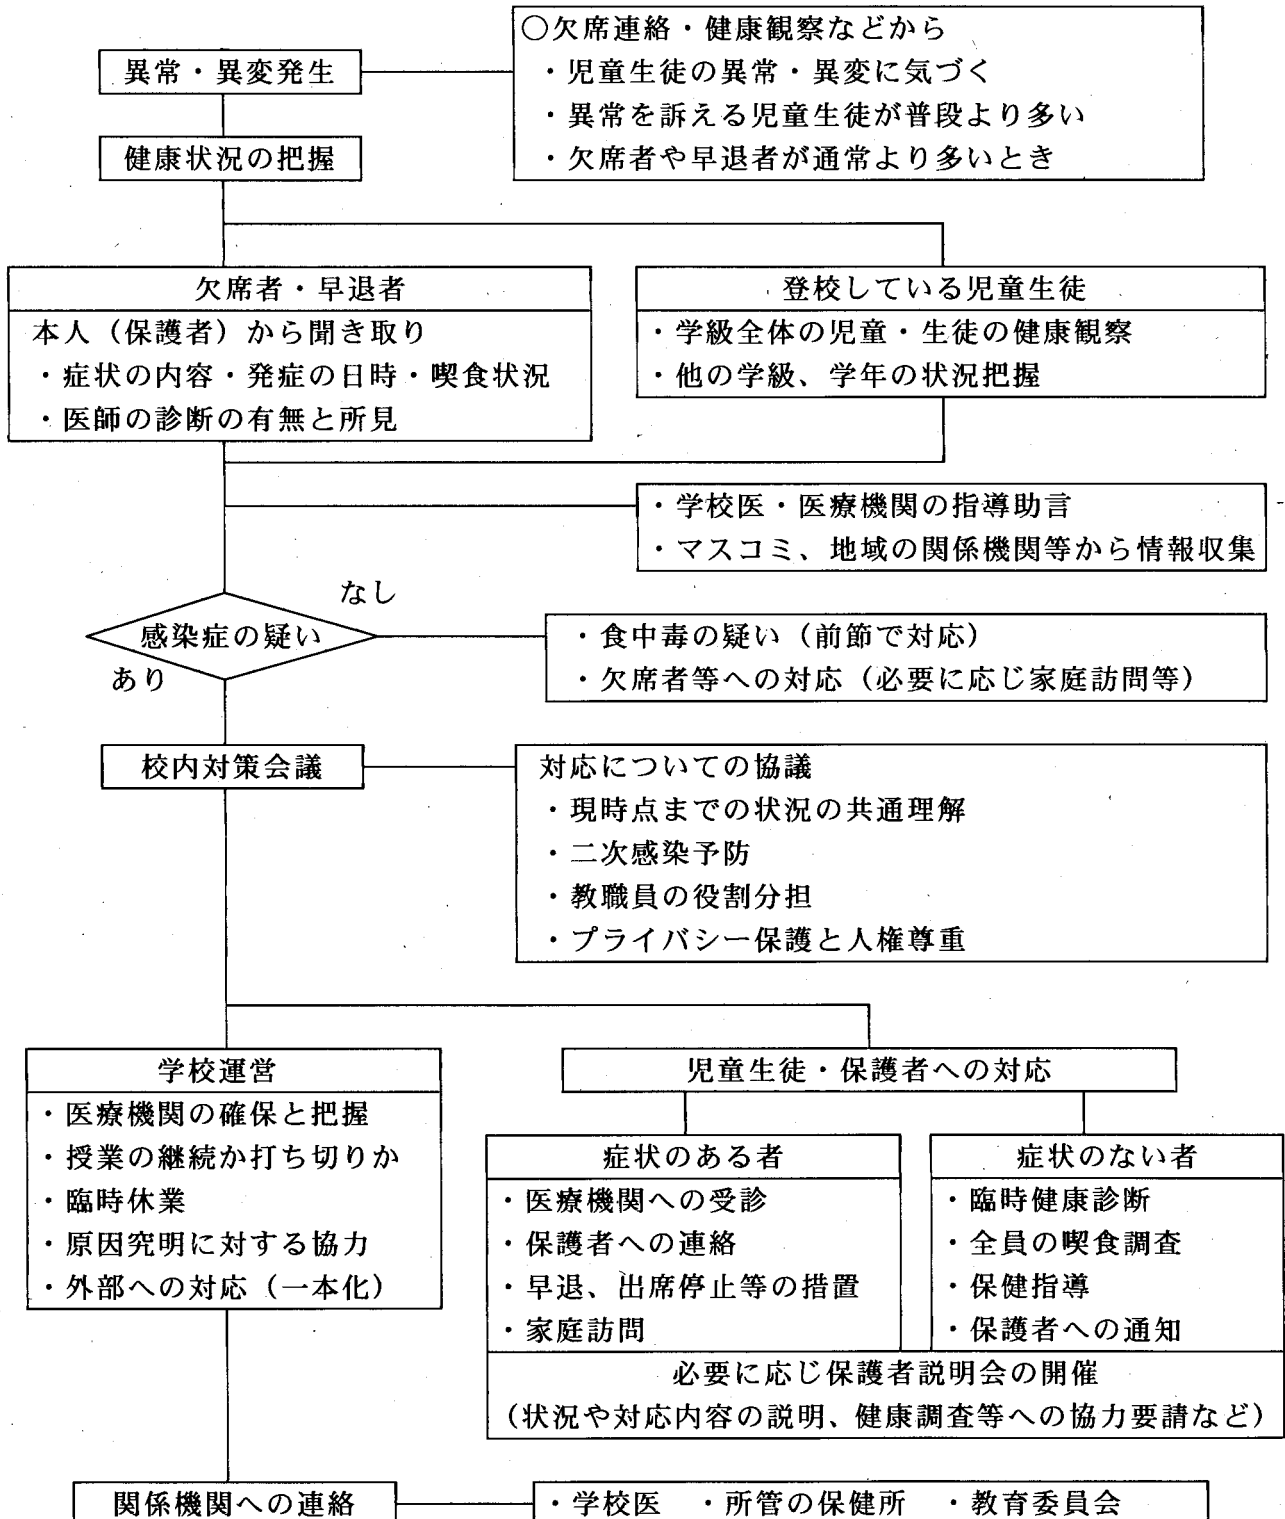 異常・異変発生
○欠席連絡・健康観察などから
・児童生徒の異常・異変に気づく
・異常を訴える児童生徒が普段より多い
・欠席者や早退者が通常より多いとき
健康状況の把握
欠席者・早退者
本人（保護者）から聞き取り
・症状の内容・発症の日時・喫食状況
・医師の診断の有無と所見
登校している児童生徒
・学級全体の児童・生徒の健康観察
・他の学級、学年の状況把握
・学校医・医療機関の指導助言
・マスコミ、地域の関係機関等から情報収集
感染症の疑い
なし
あり
・食中毒の疑い（前節で対応）
・欠席者等への対応（必要に応じ家庭訪問等）
校内対策会議
対応についての協議
・現時点までの状況の共通理解
・二次感染予防
・教職員の役割分担
・プライバシー保護と人権尊重
学校運営
・医療機関の確保と把握
・授業の継続か打ち切りか
・臨時休業
・原因究明に対する協力
・外部への対応（一本化）
児童生徒・保護者への対応
症状のある者
・医療機関への受診
・保護者への連絡
・早退、出席停止等の措置
・家庭訪問
症状のない者
・臨時健康診断
・全員の喫食調査
・保健指導
・保護者への通知
必要に応じ保護者説明会の開催
（状況や対応内容の説明、健康調査等への協力要請など）
関係機関への連絡
・学校医　・所管の保健所　・教育委員会